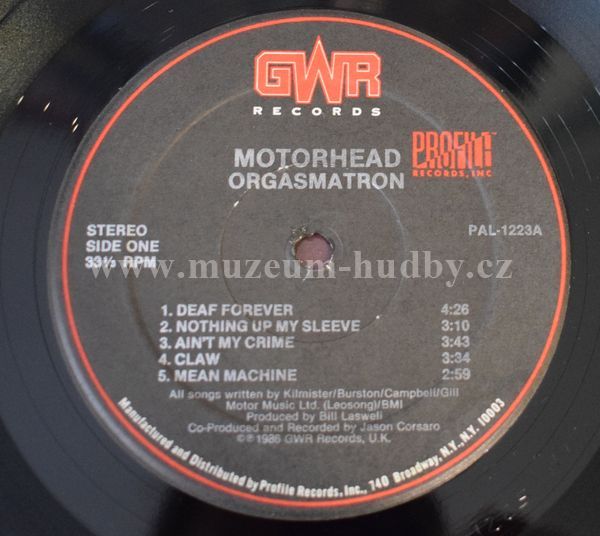 GWR
RECORDS
MOTORHEAD
ORGASMATRON
PROFILE
RECORDS, INC
STEREO
SIDE ONE
33⅓ RPM
PAL-1223A
www.muzeum-hudby.cz
1. DEAF FOREVER 4:26
2. NOTHING UP MY SLEEVE 3:10
3. AIN'T MY CRIME 3:43
4. CLAW 3:34
5. MEAN MACHINE 2:59
All songs written by Kilmister/Burston/Campbell/Gill
Motor Music Ltd. (Leosong)/BMI
Produced by Bill Laswell
Co-Produced and Recorded by Jason Corsaro
©℗1986 GWR Records, U.K.
Manufactured and Distributed by Profile Records, Inc., 740 Broadway, N.Y., N.Y. 10003